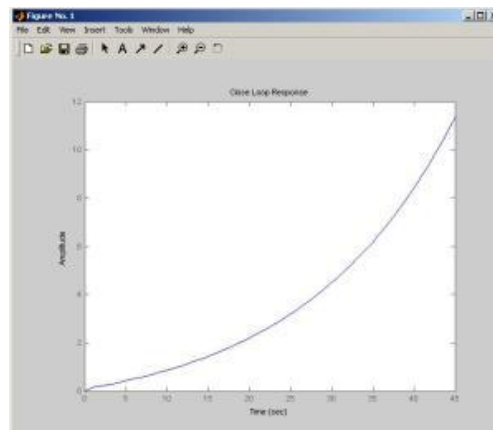 Figure No. 1
File Edit View Insert Tools Window Help
A
Close Loop Response
12
10
8
6
4
2
0
Amplitude
0 5 10 15 20 25 30 35 40 45
Time (sec)